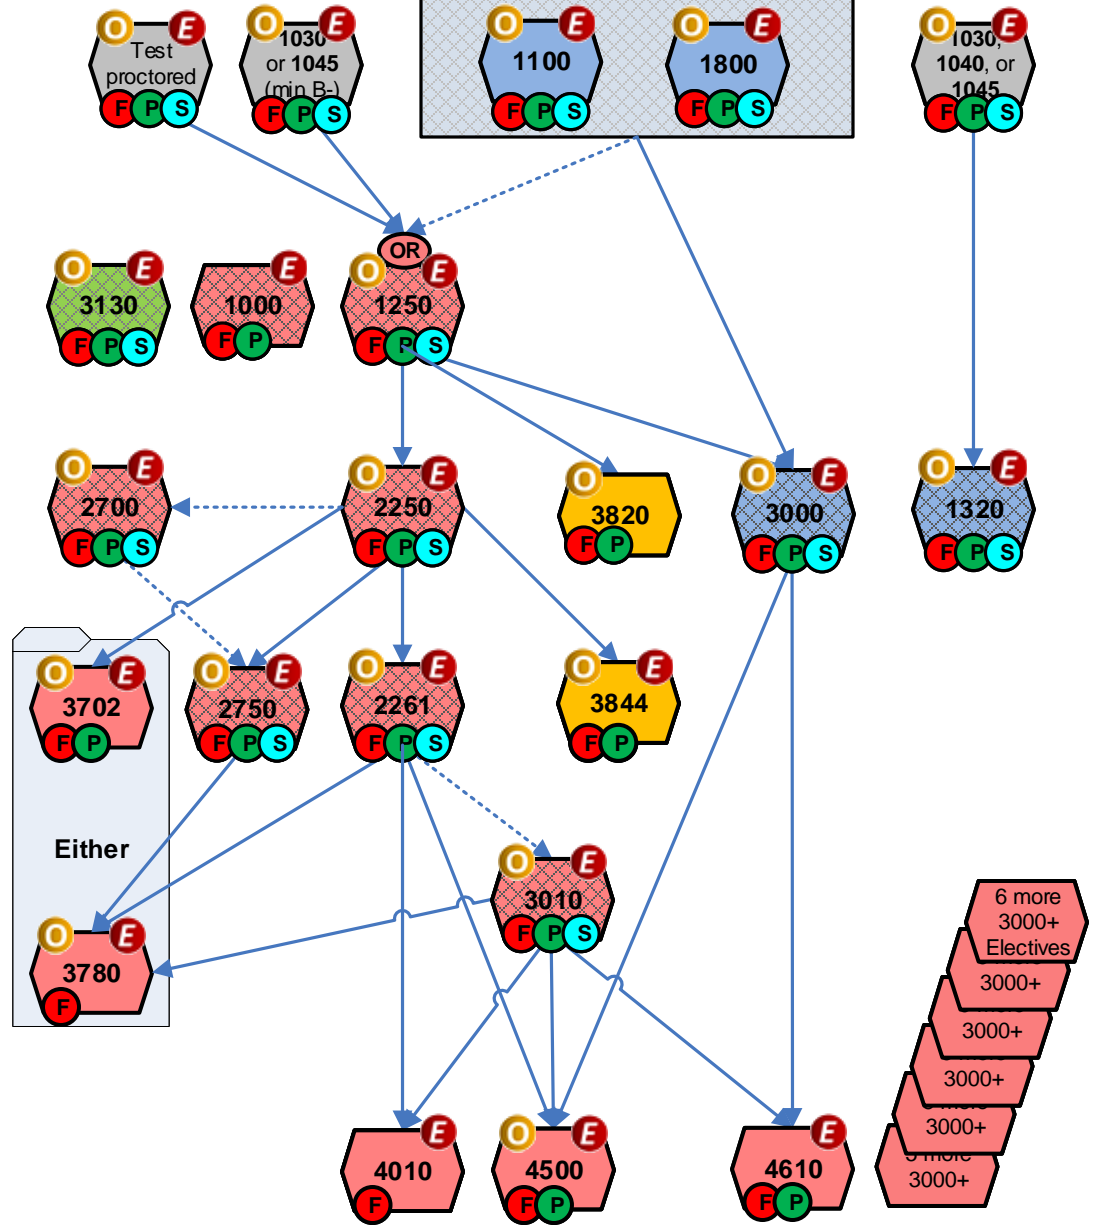 O E
Test
proctored
F P S
O E
1030
or 1045
(min B-)
F P S
O E
1100
F P S
O E
1800
F P S
O E
1030,
1040, or
1045
F P S
OR
O E
3130
F P S
E
1000
F P
O E
1250
F P S
O E
2700
F P S
O E
2250
F P S
O
3820
F P
O E
3000
F P S
O E
1320
F P S
O E
3702
F P
O E
2750
F P S
O E
2261
F P S
O E
3844
F P
Either
O E
3010
F P S
O E
3780
F
6 more
3000+
Electives
3000+
3000+
3000+
3000+
3000+
E
4010
F
O E
4500
F P
E
4610
F P